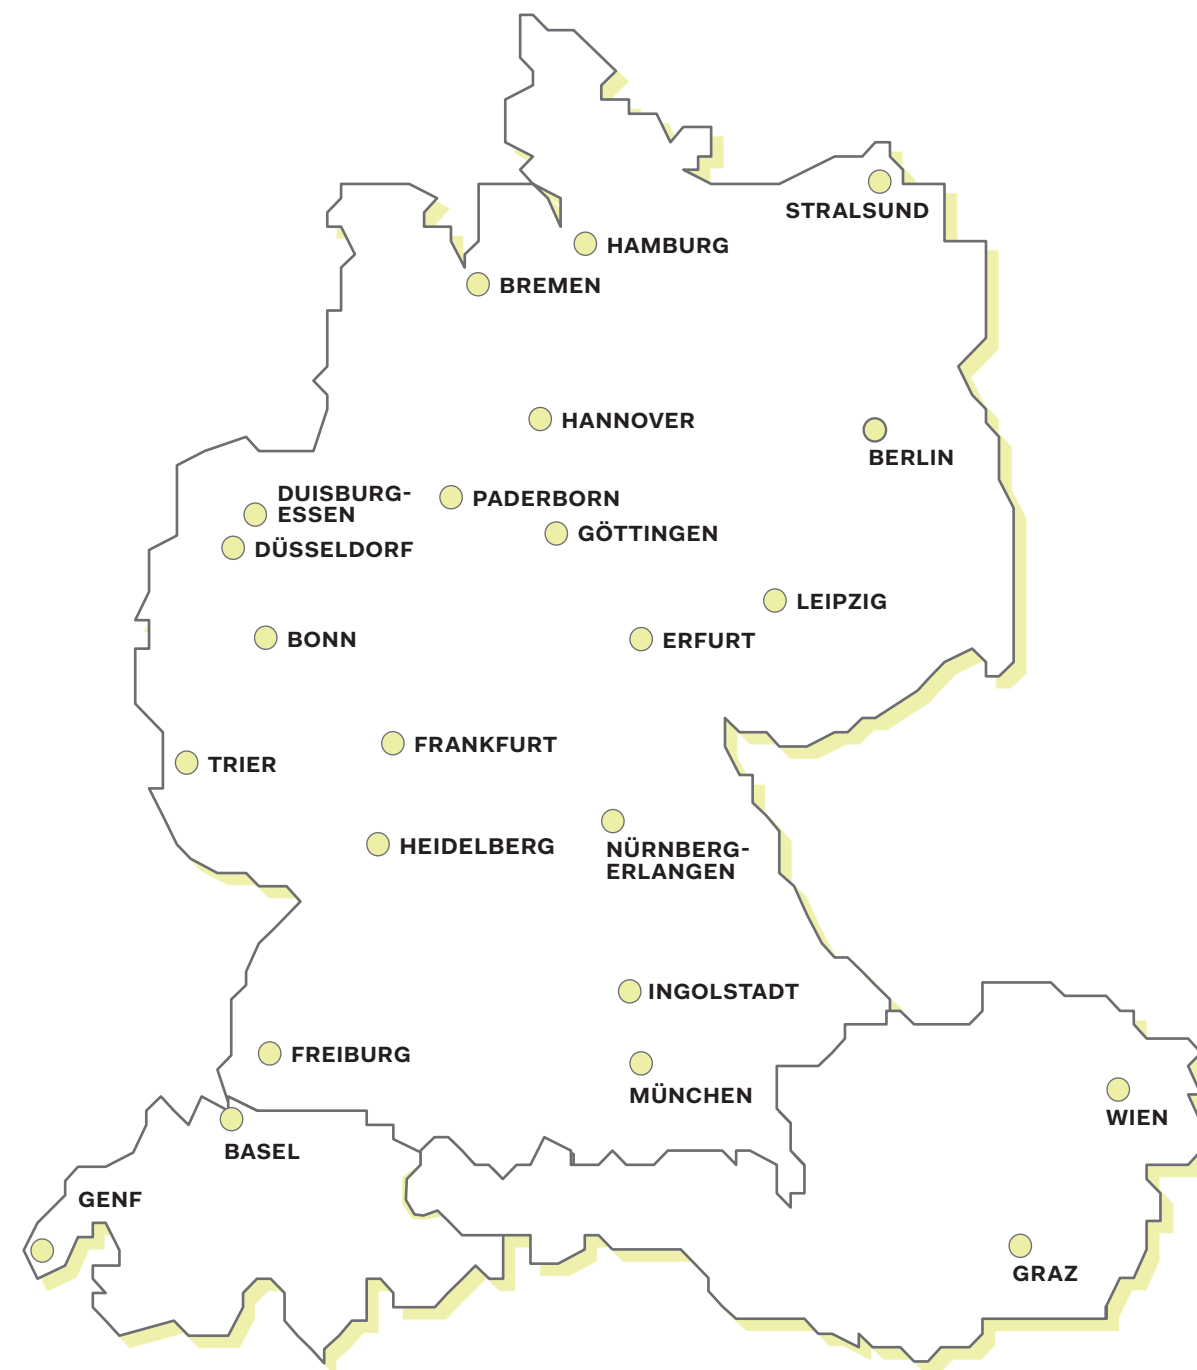 STRALSUND
HAMBURG
BREMEN
HANNOVER
BERLIN
DUISBURG-
ESSEN
PADERBORN
GÖTTINGEN
DÜSSELDORF
LEIPZIG
BONN
ERFURT
FRANKFURT
TRIER
HEIDELBERG
NÜRNBERG-
ERLANGEN
INGOLSTADT
FREIBURG
MÜNCHEN
WIEN
BASEL
GENF
GRAZ